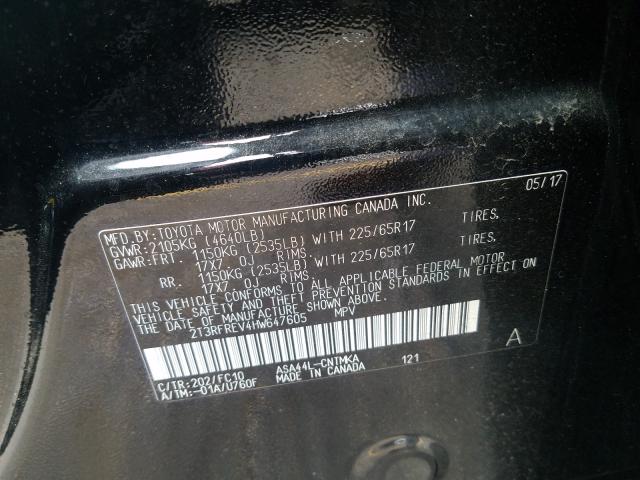 MFD.BY:TOYOTA MOTOR MANUFACTURING CANADA INC. 05/17
GVWR:2105KG (4640LB)
GAWR:FRT. 1150KG (2535LB) WITH 225/65R17 TIRES,
17X7 0J RIMS.
RR. 1150KG (2535LB) WITH 225/65R17 TIRES,
17X7 0J RIMS.
THIS VEHICLE CONFORMS TO ALL APPLICABLE FEDERAL MOTOR
VEHICLE SAFETY AND THEFT PREVENTION STANDARDS IN EFFECT ON
THE DATE OF MANUFACTURE SHOWN ABOVE.
2T3RFREV4HW647605 MPV
A
C/TR:202/FC10 ASA44L-CNTMKA 121
A/TM:-01A/U760F MADE IN CANADA